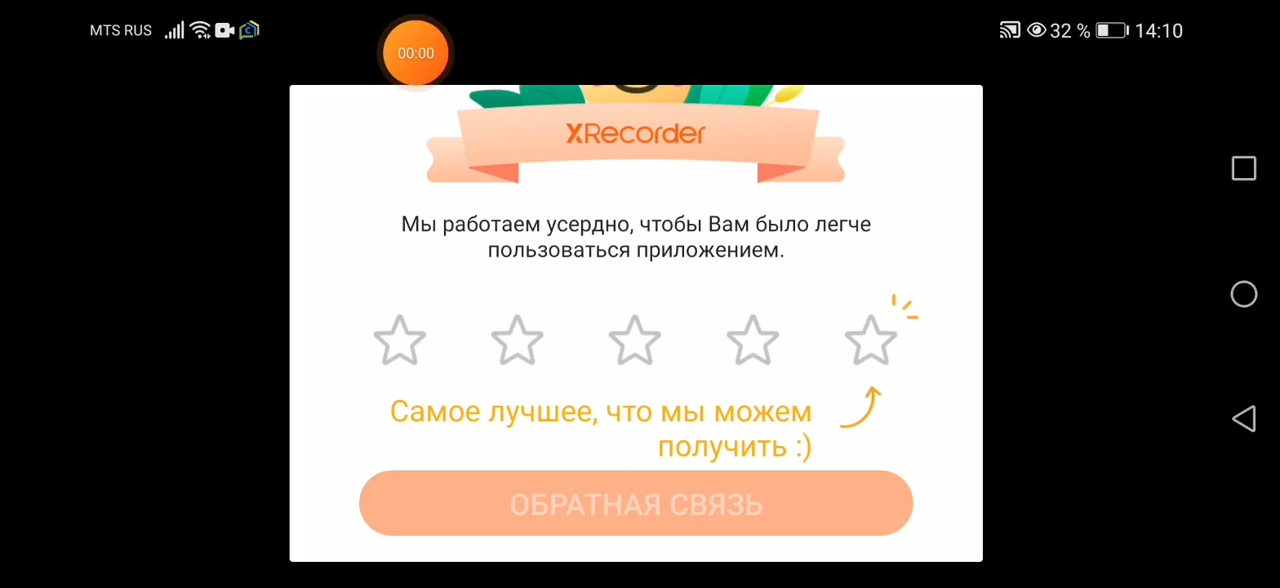 MTS RUS
32 %
14:10
00:00
XRecorder
Мы работаем усердно, чтобы Вам было легче
пользоваться приложением.
Самое лучшее, что мы можем
получить :)
ОБРАТНАЯ СВЯЗЬ